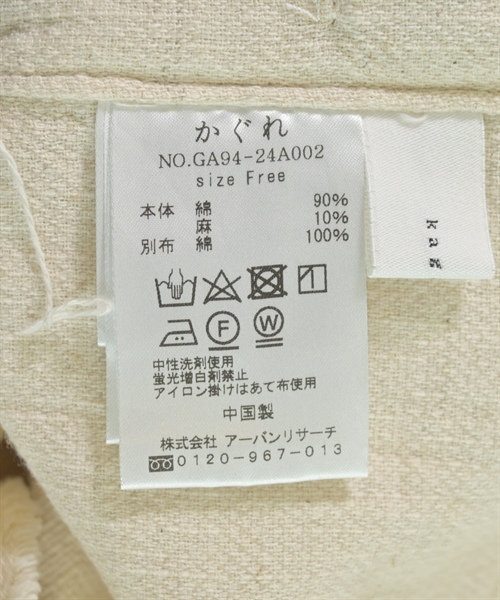 かぐれ
NO.GA94-24A002
size Free
本体 綿 90%
麻 10%
別布 綿 100%
F W
中性洗剤使用
蛍光増白剤禁止
アイロン掛けはあて布使用
中国製
株式会社 アーバンリサーチ
0120-967-013
kag